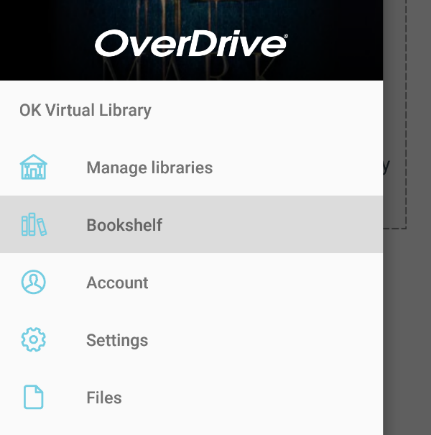 OverDrive®
OK Virtual Library
Manage libraries
Bookshelf
Account
Settings
Files